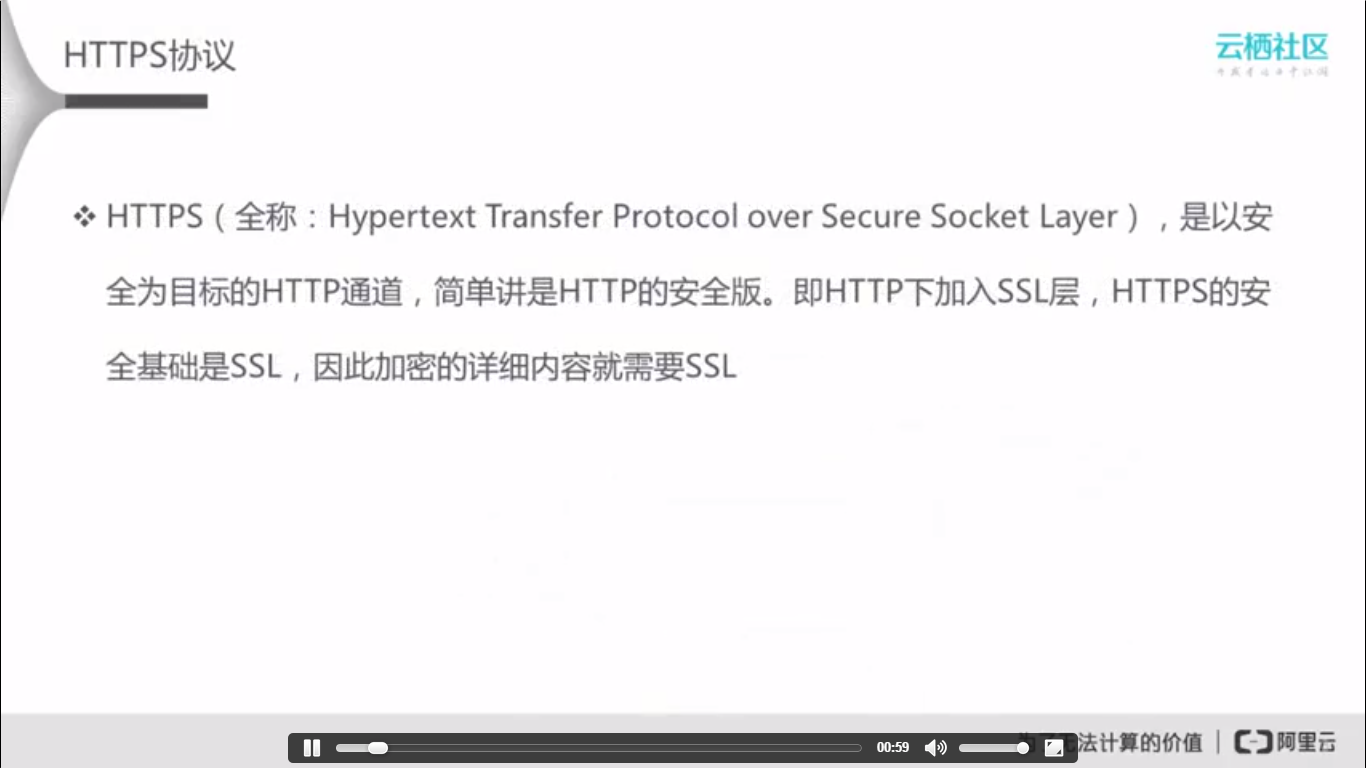 HTTPS协议
云栖社区
❖ HTTPS（全称：Hypertext Transfer Protocol over Secure Socket Layer），是以安
全为目标的HTTP通道，简单讲是HTTP的安全版。即HTTP下加入SSL层，HTTPS的安
全基础是SSL，因此加密的详细内容就需要SSL
00:59
无法计算的价值 | 阿里云